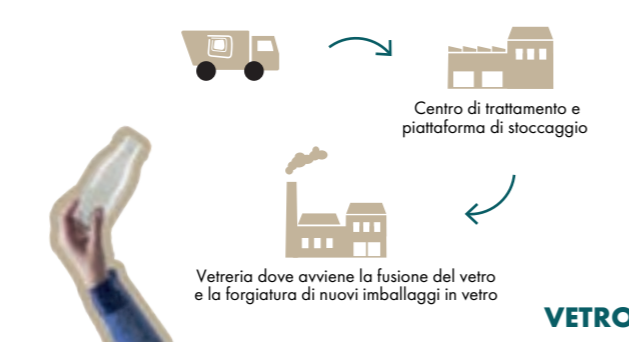 Centro di trattamento e
piattaforma di stoccaggio
Vetreria dove avviene la fusione del vetro
e la forgiatura di nuovi imballaggi in vetro
VETRO